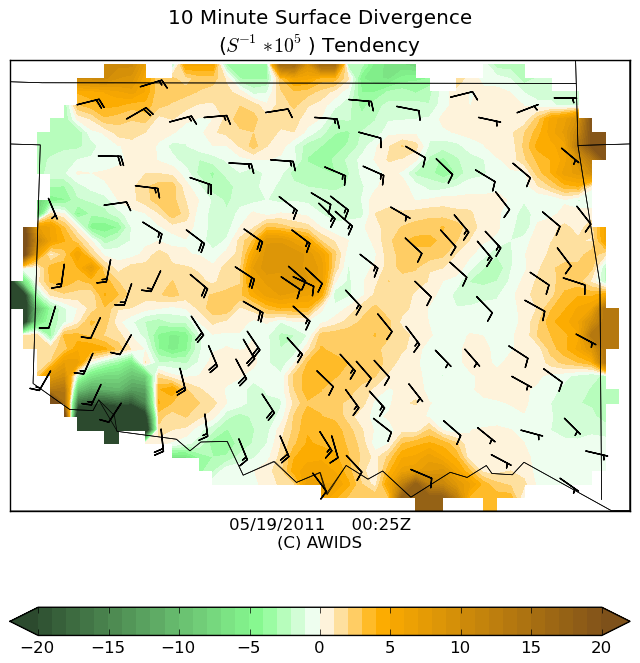 10 Minute Surface Divergence
(S⁻¹ *10⁵ ) Tendency
05/19/2011 00:25Z
(C) AWIDS
−20 −15 −10 −5 0 5 10 15 20